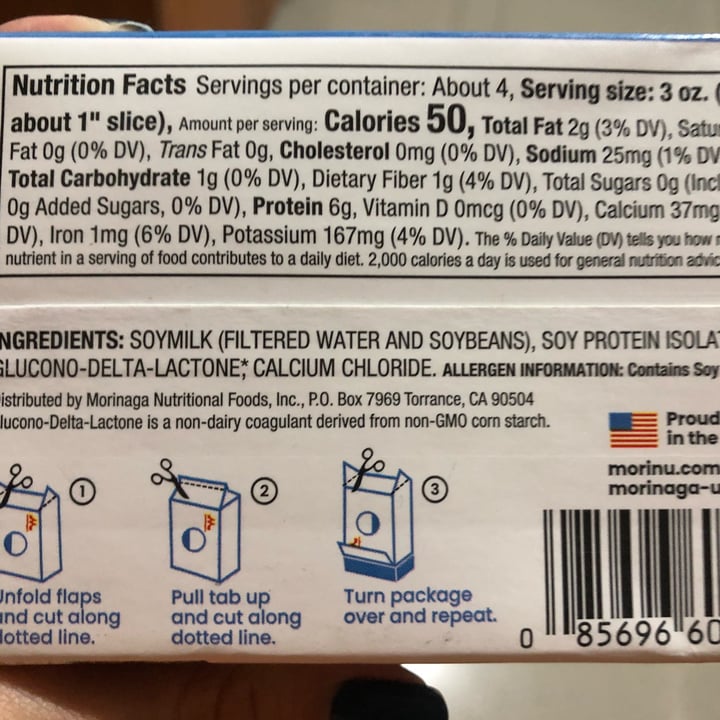 Nutrition Facts Servings per container: About 4, Serving size: 3 oz. (
about 1" slice), Amount per serving: Calories 50, Total Fat 2g (3% DV), Satu
Fat 0g (0% DV), Trans Fat 0g, Cholesterol 0mg (0% DV), Sodium 25mg (1% DV
Total Carbohydrate 1g (0% DV), Dietary Fiber 1g (4% DV), Total Sugars 0g (Incl
0g Added Sugars, 0% DV), Protein 6g, Vitamin D 0mcg (0% DV), Calcium 37mg
DV), Iron 1mg (6% DV), Potassium 167mg (4% DV). The % Daily Value (DV) tells you how
nutrient in a serving of food contributes to a daily diet. 2,000 calories a day is used for general nutrition advic
NGREDIENTS: SOYMILK (FILTERED WATER AND SOYBEANS), SOY PROTEIN ISOLAT
GLUCONO-DELTA-LACTONE,* CALCIUM CHLORIDE. ALLERGEN INFORMATION: Contains Soy
istributed by Morinaga Nutritional Foods, Inc., P.O. Box 7969 Torrance, CA 90504
lucono-Delta-Lactone is a non-dairy coagulant derived from non-GMO corn starch.
Proud
in the
morinu.com
morinaga-u
1
2
3
Unfold flaps
and cut along
dotted line.
Pull tab up
and cut along
dotted line.
Turn package
over and repeat.
0 85696 60